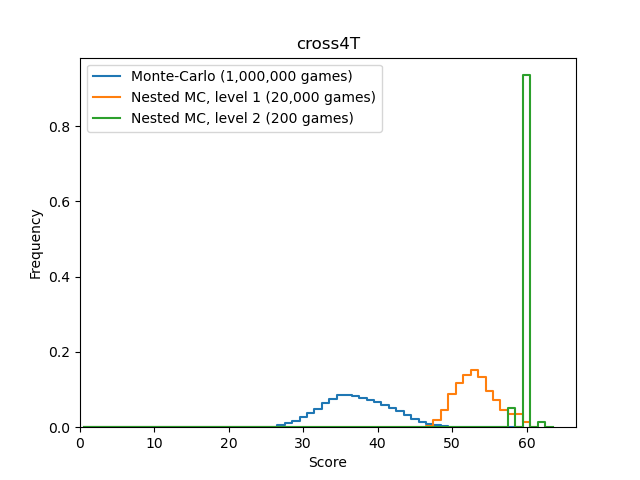 cross4T
Monte-Carlo (1,000,000 games)
Nested MC, level 1 (20,000 games)
Nested MC, level 2 (200 games)
Frequency
0.8
0.6
0.4
0.2
0.0
0 10 20 30 40 50 60
Score